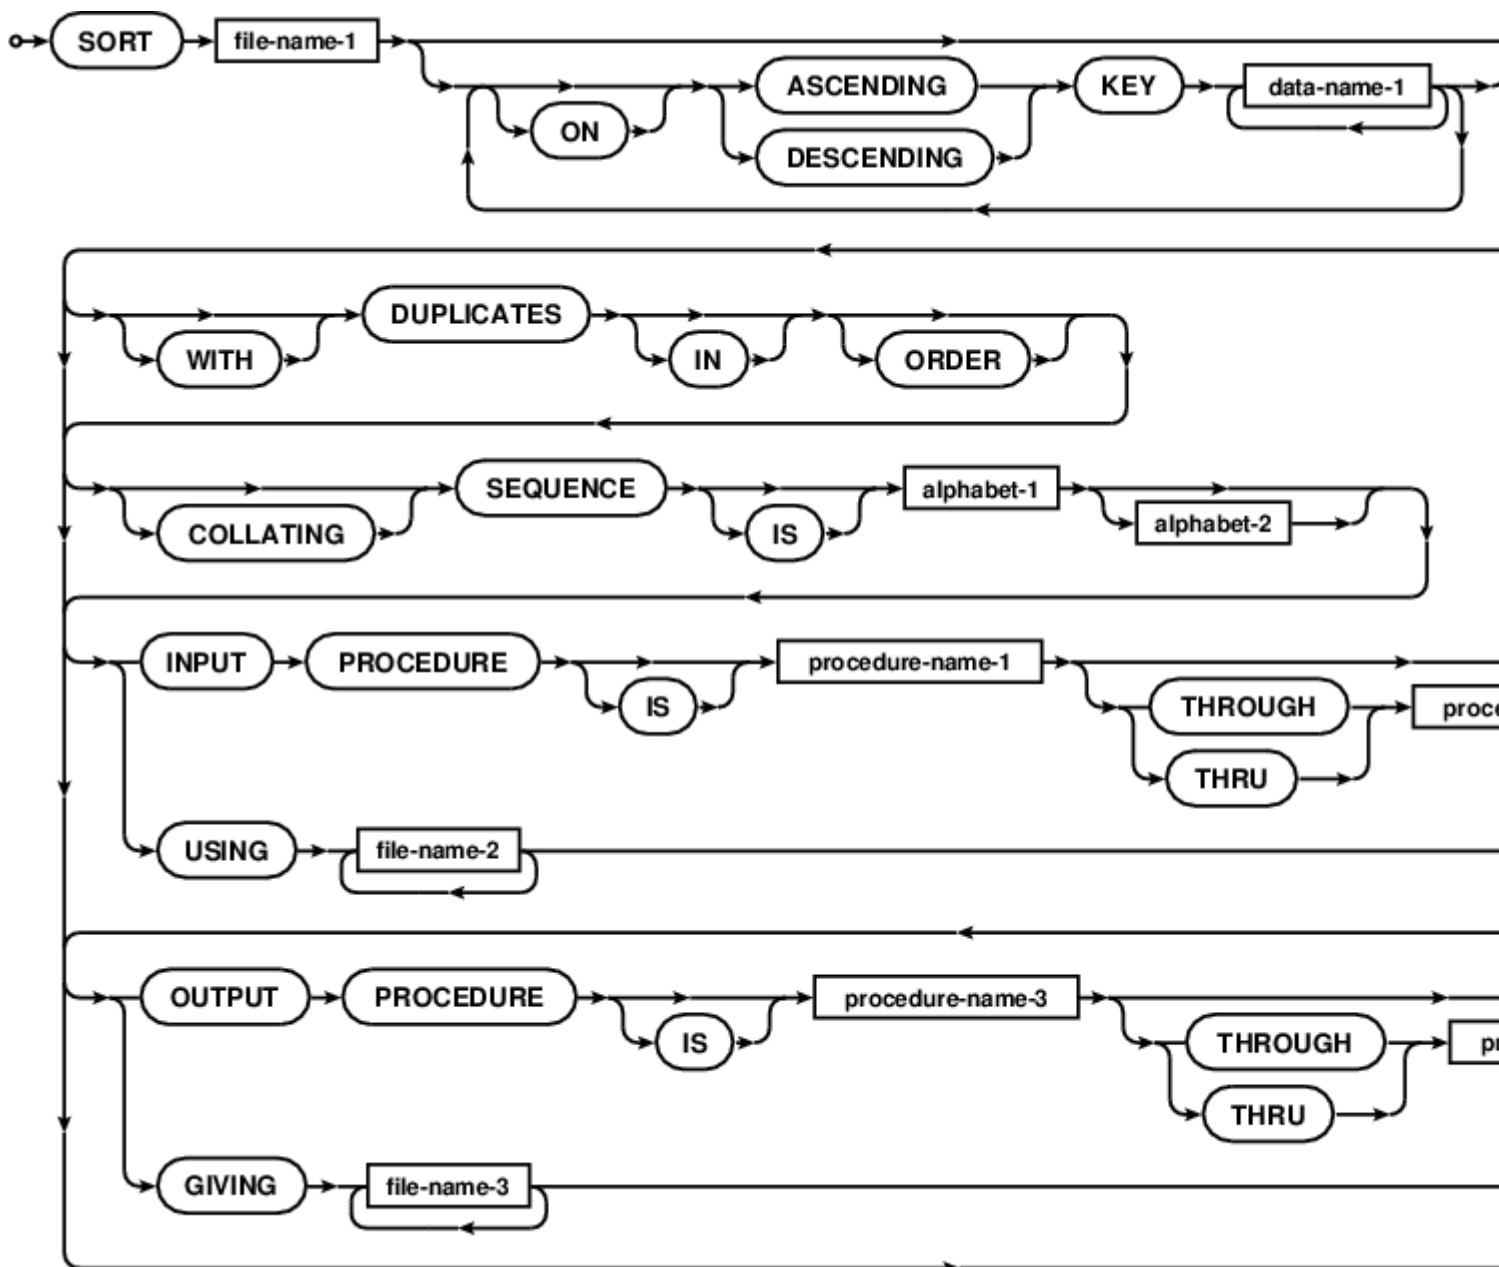 SORT file-name-1
ASCENDING KEY data-name-1
ON
DESCENDING
DUPLICATES
WITH IN ORDER
SEQUENCE alphabet-1
COLLATING IS alphabet-2
INPUT PROCEDURE procedure-name-1
IS THROUGH proce
THRU
USING file-name-2
OUTPUT PROCEDURE procedure-name-3
IS THROUGH
THRU
GIVING file-name-3